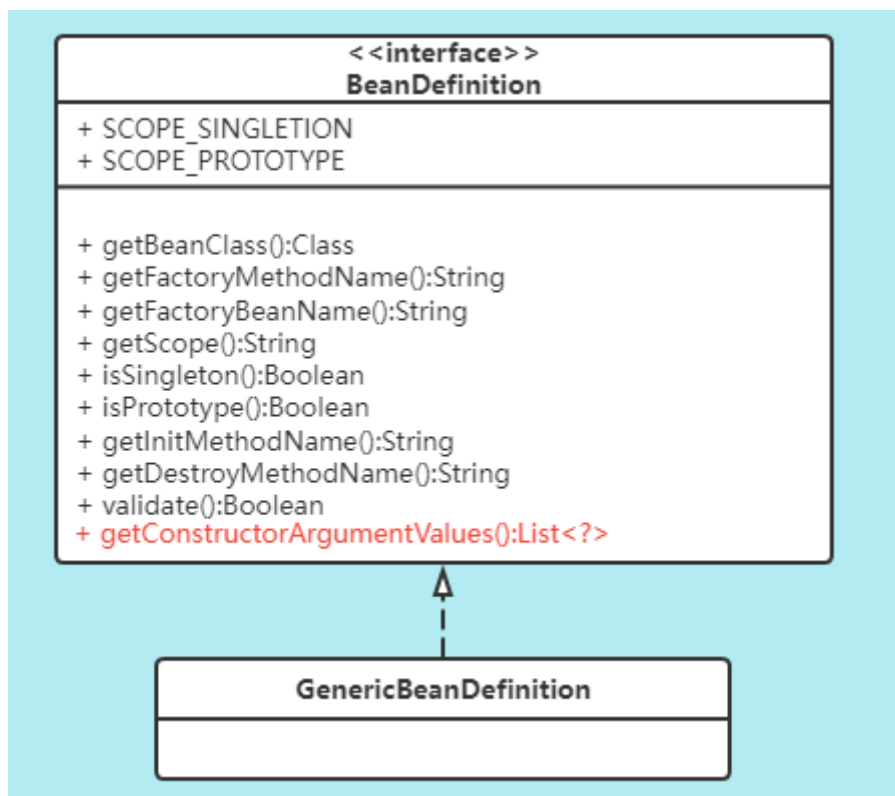 <<interface>>
BeanDefinition
+ SCOPE_SINGLETION
+ SCOPE_PROTOTYPE
+ getBeanClass():Class
+ getFactoryMethodName():String
+ getFactoryBeanName():String
+ getScope():String
+ isSingleton():Boolean
+ isPrototype():Boolean
+ getInitMethodName():String
+ getDestroyMethodName():String
+ validate():Boolean
+ getConstructorArgumentValues():List<?>
GenericBeanDefinition